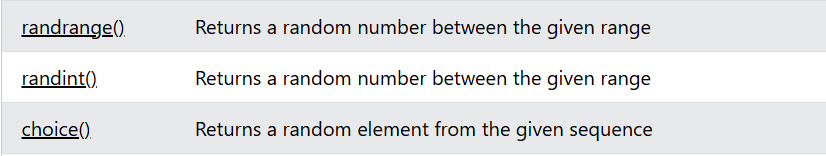 randrange() Returns a random number between the given range
randint() Returns a random number between the given range
choice() Returns a random element from the given sequence